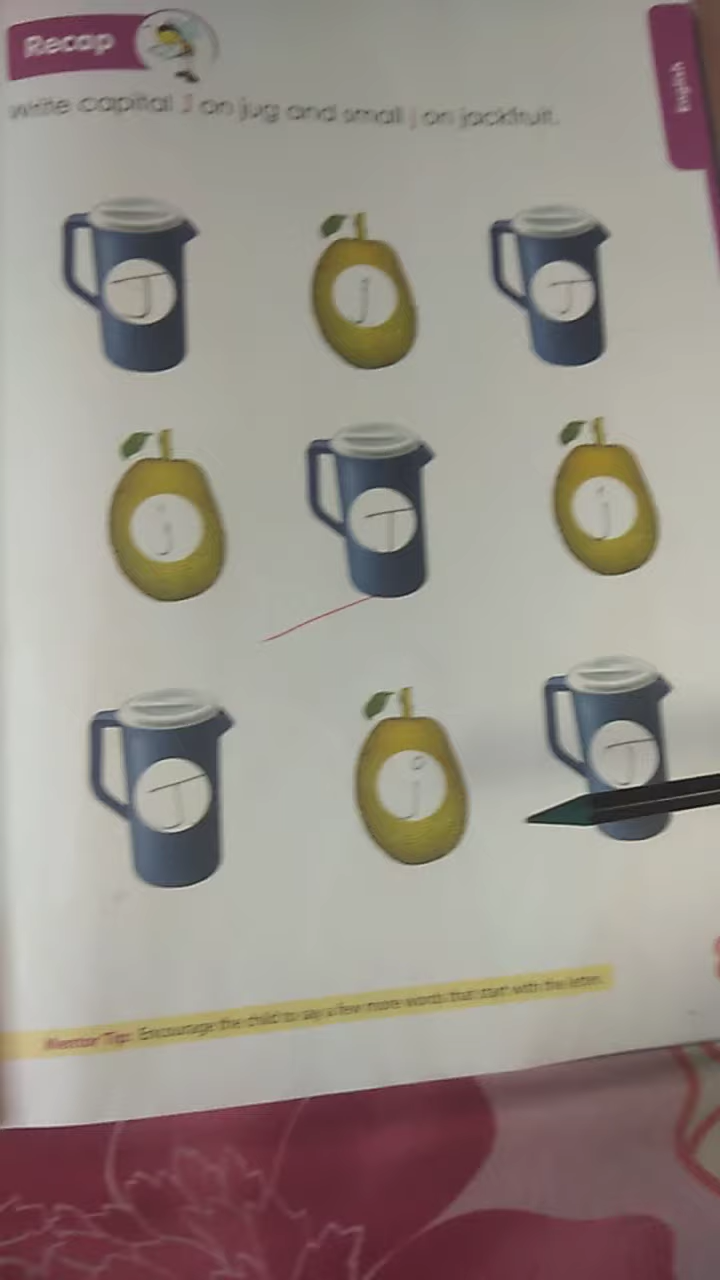 Recap
English
Write capital J on jug and small j on jackfruit.
J j J
j J j
J j J
Mentor Tip: Encourage the child to say a few more words that start with this letter.